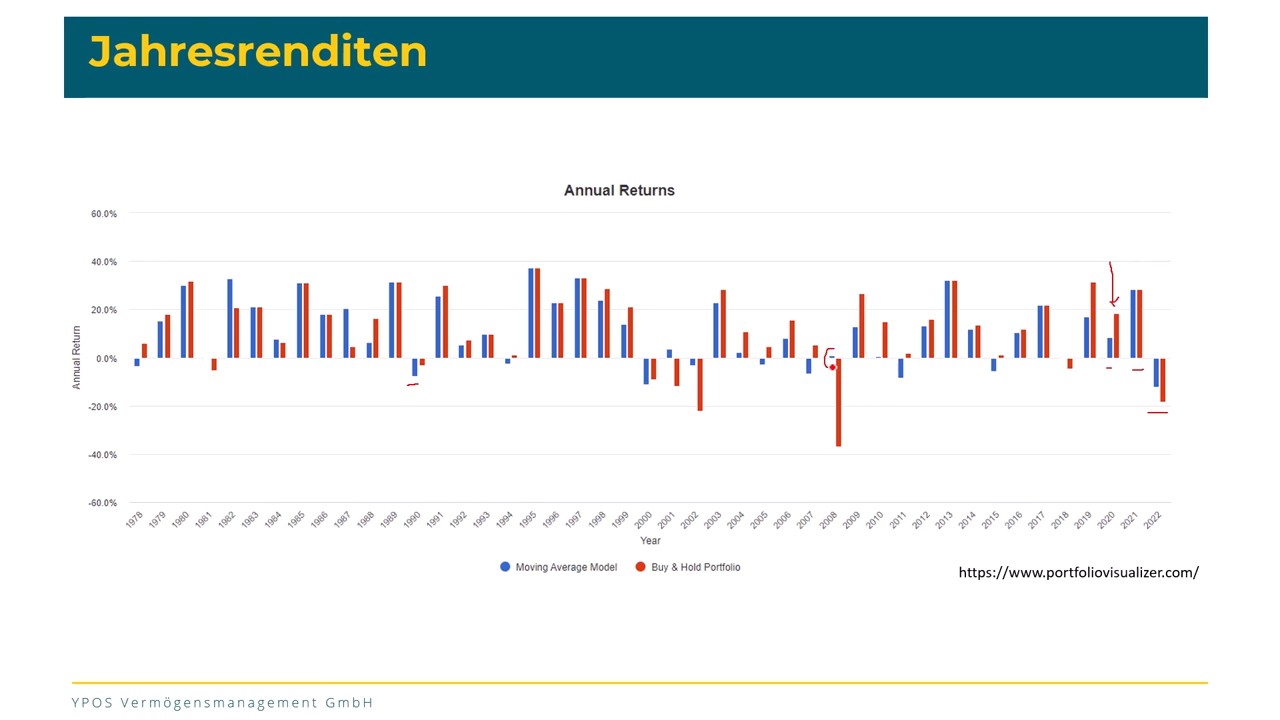 Jahresrenditen
Annual Returns
60.0%
40.0%
20.0%
0.0%
-20.0%
-40.0%
-60.0%
Annual Return
1978 1979 1980 1981 1982 1983 1984 1985 1986 1987 1988 1989 1990 1991 1992 1993 1994 1995 1996 1997 1998 1999 2000 2001 2002 2003 2004 2005 2006 2007 2008 2009 2010 2011 2012 2013 2014 2015 2016 2017 2018 2019 2020 2021 2022
Year
Moving Average Model Buy & Hold Portfolio
https://www.portfoliovisualizer.com/
YPOS Vermögensmanagement GmbH